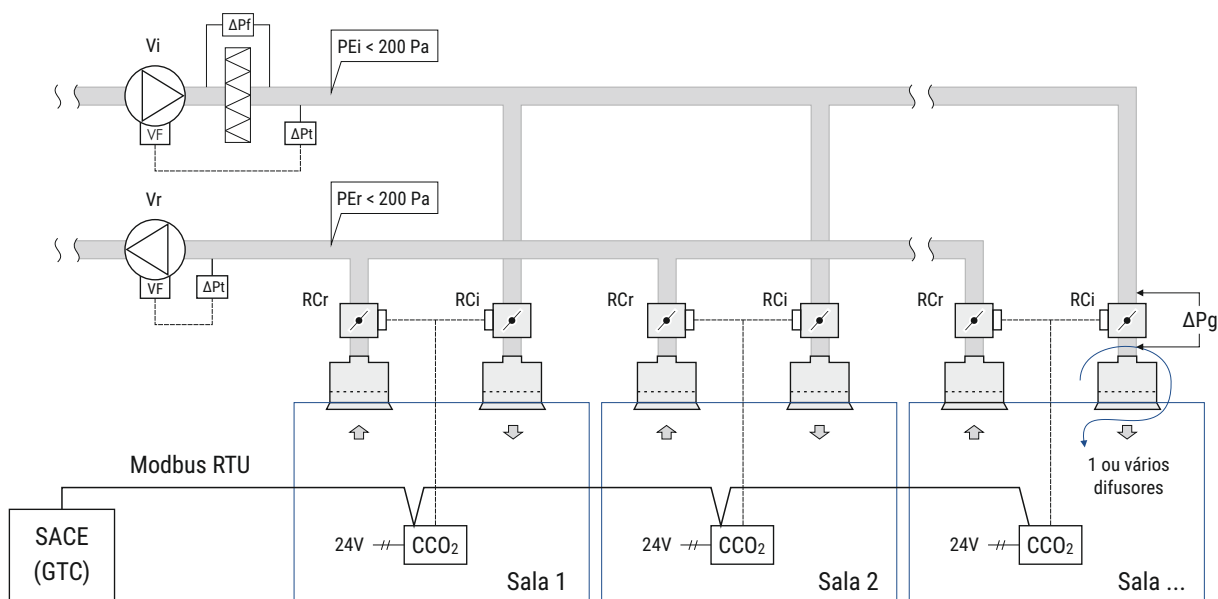 ΔPf
Vi
PEi < 200 Pa
VF
ΔPt
Vr
PEr < 200 Pa
VF
ΔPt
RCr
RCi
RCr
RCi
RCr
RCi
ΔPg
Modbus RTU
1 ou vários
difusores
SACE
(GTC)
24V
CCO₂
24V
CCO₂
24V
CCO₂
Sala 1
Sala 2
Sala ...